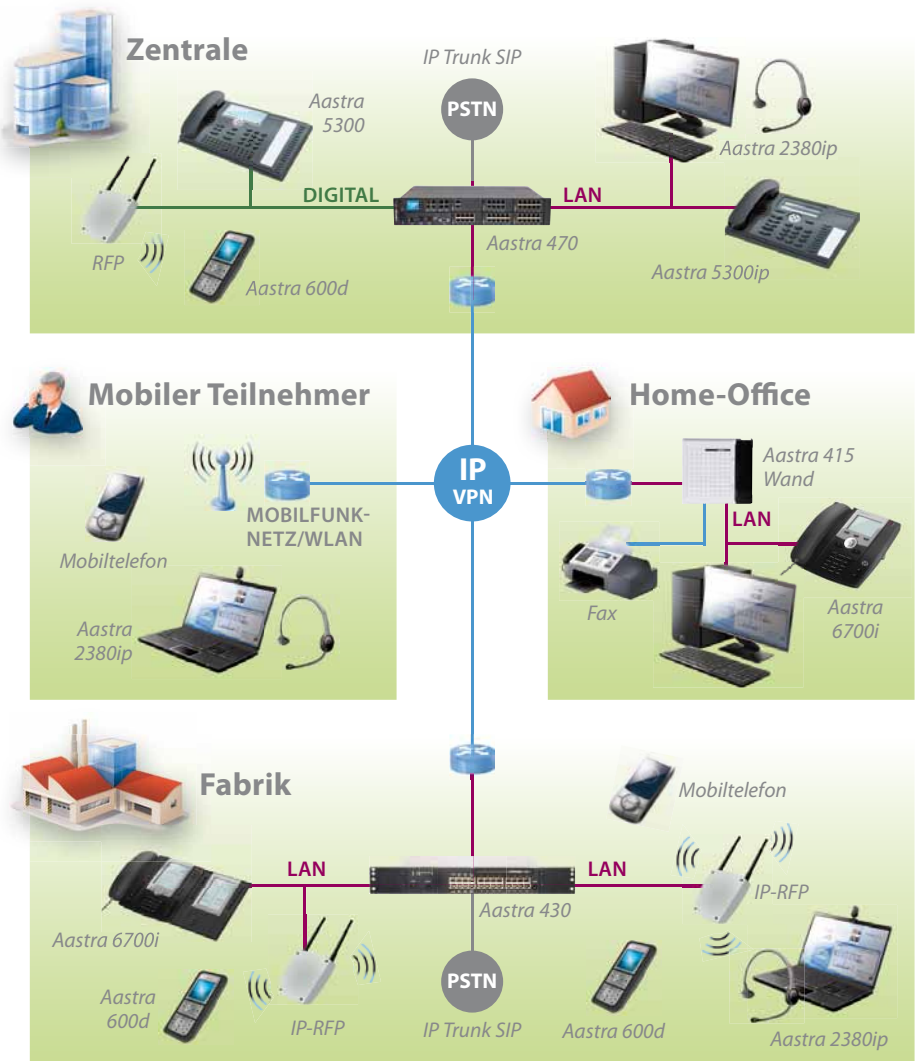 Zentrale
IP Trunk SIP
PSTN
Aastra
5300
Aastra 2380ip
DIGITAL
LAN
Aastra 470
RFP
Aastra 600d
Aastra 5300ip
Mobiler Teilnehmer
MOBILFUNK-
NETZ/WLAN
Mobiltelefon
Aastra
2380ip
IP
VPN
Home-Office
Aastra 415
Wand
LAN
Fax
Aastra
6700i
Fabrik
Mobiltelefon
LAN
LAN
Aastra 430
IP-RFP
Aastra 6700i
Aastra
600d
IP-RFP
PSTN
IP Trunk SIP
Aastra 600d
Aastra 2380ip